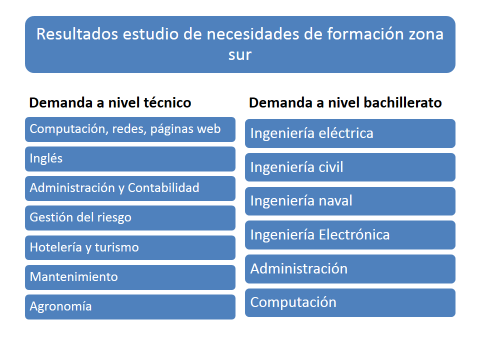 Resultados estudio de necesidades de formación zona
sur
Demanda a nivel técnico
Computación, redes, páginas web
Inglés
Administración y Contabilidad
Gestión del riesgo
Hotelería y turismo
Mantenimiento
Agronomía
Demanda a nivel bachillerato
Ingeniería eléctrica
Ingeniería civil
Ingeniería naval
Ingeniería Electrónica
Administración
Computación